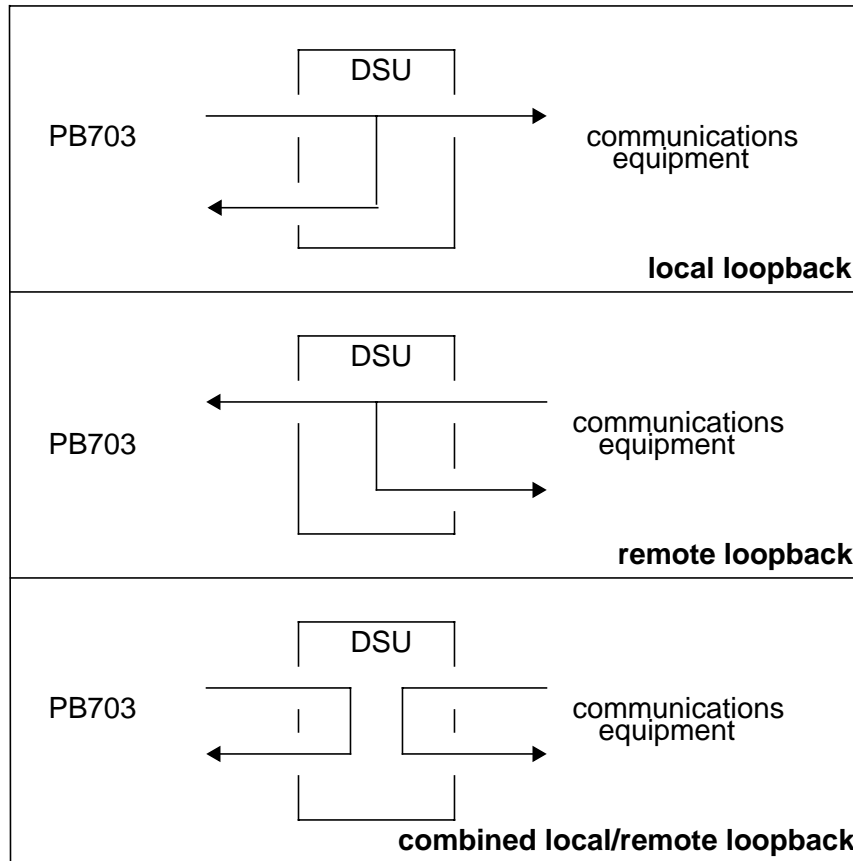 DSU
PB703
communications
equipment
local loopback
DSU
PB703
communications
equipment
remote loopback
DSU
PB703
communications
equipment
combined local/remote loopback